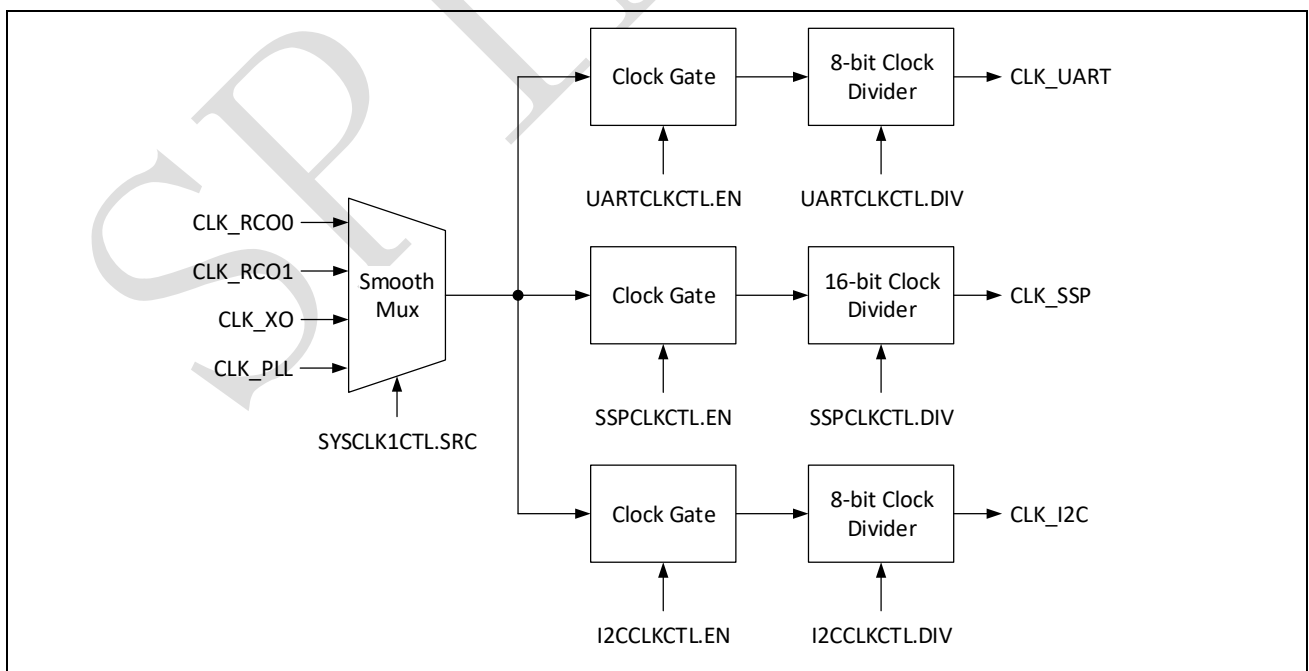 Clock Gate
8-bit Clock
Divider
CLK_UART
UARTCLKCTL.EN
UARTCLKCTL.DIV
CLK_RCO0
CLK_RCO1
CLK_XO
CLK_PLL
Smooth
Mux
SYSCLK1CTL.SRC
Clock Gate
16-bit Clock
Divider
CLK_SSP
SSPCLKCTL.EN
SSPCLKCTL.DIV
Clock Gate
8-bit Clock
Divider
CLK_I2C
I2CCLKCTL.EN
I2CCLKCTL.DIV